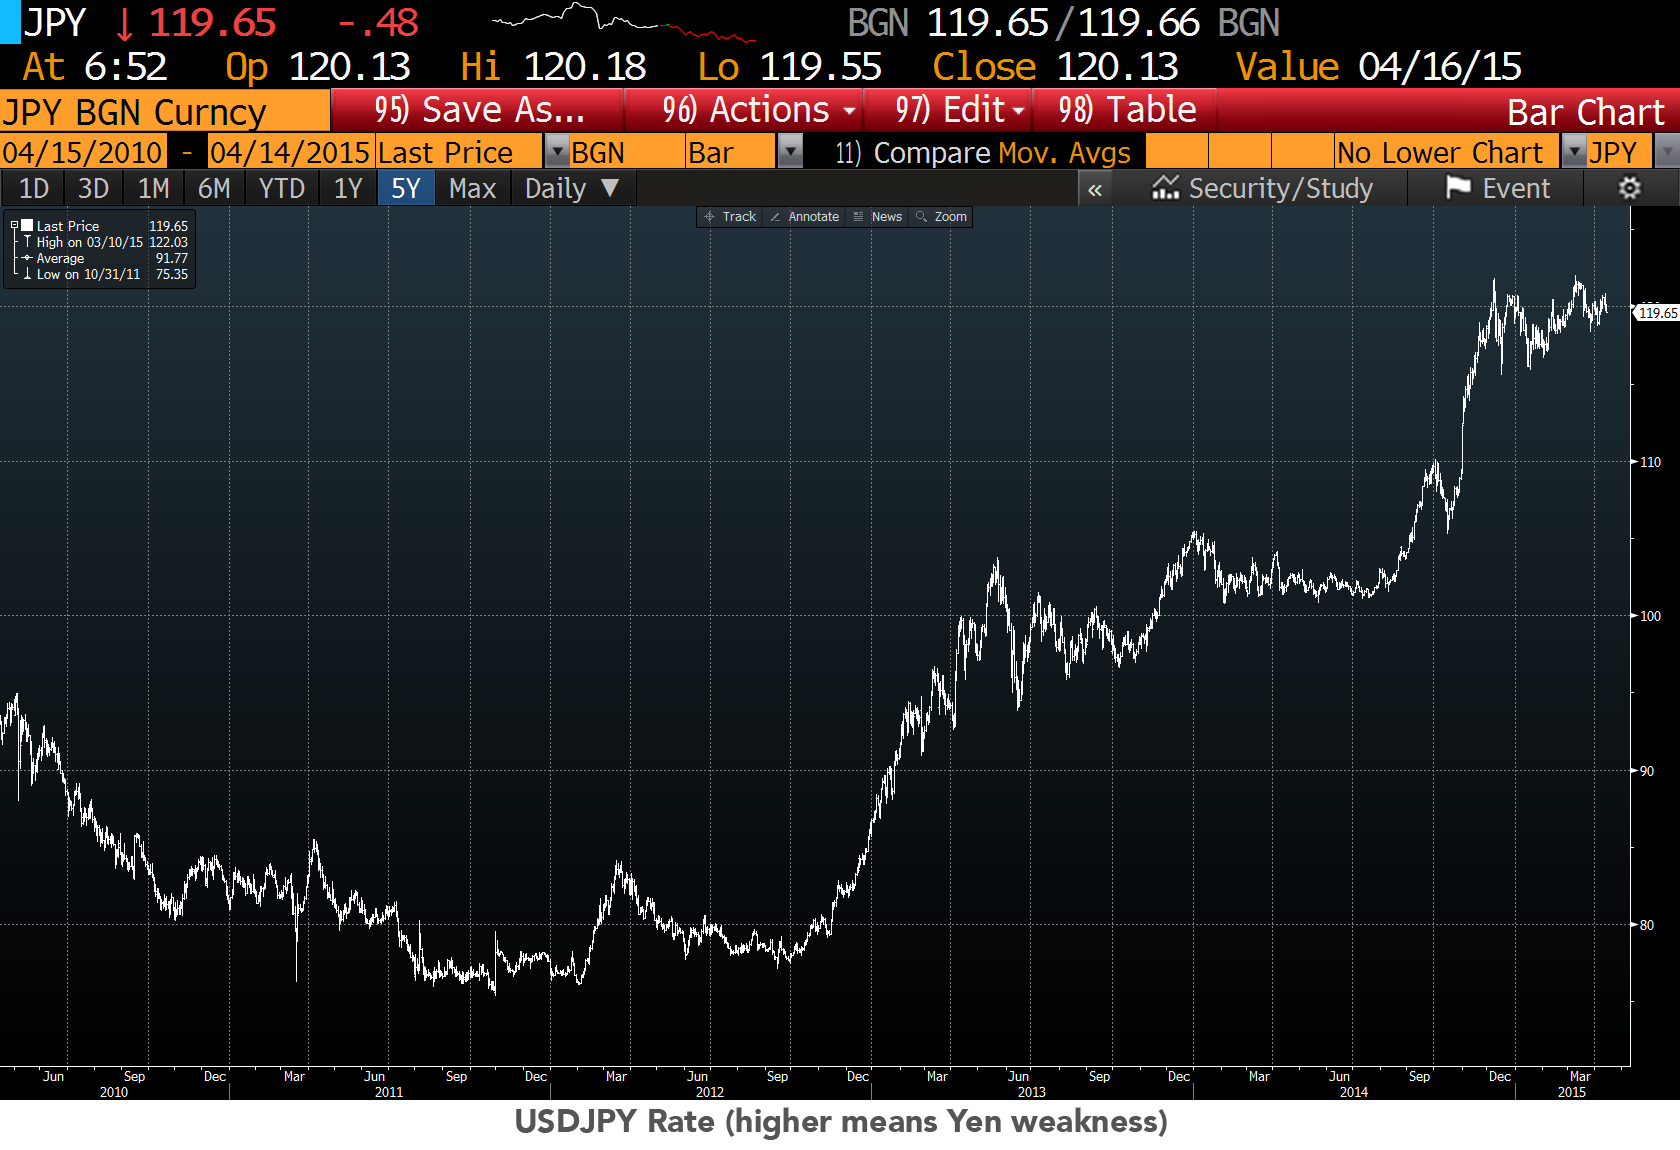 JPY ↓ 119.65 -.48 BGN 119.65/119.66 BGN
At 6:52 Op 120.13 Hi 120.18 Lo 119.55 Close 120.13 Value 04/16/15
JPY BGN Curncy 95) Save As... 96) Actions 97) Edit 98) Table Bar Chart
04/15/2010 - 04/14/2015 Last Price BGN Bar 11) Compare Mov. Avgs No Lower Chart JPY
1D 3D 1M 6M YTD 1Y 5Y Max Daily ▼ « Security/Study Event
Track Annotate News Zoom
Last Price 119.65
High on 03/10/15 122.03
Average 91.77
Low on 10/31/11 75.35
119.65
110
100
90
80
Jun Sep Dec Mar Jun Sep Dec Mar Jun Sep Dec Mar Jun Sep Dec Mar Jun Sep Dec Mar
2010 2011 2012 2013 2014 2015
USDJPY Rate (higher means Yen weakness)